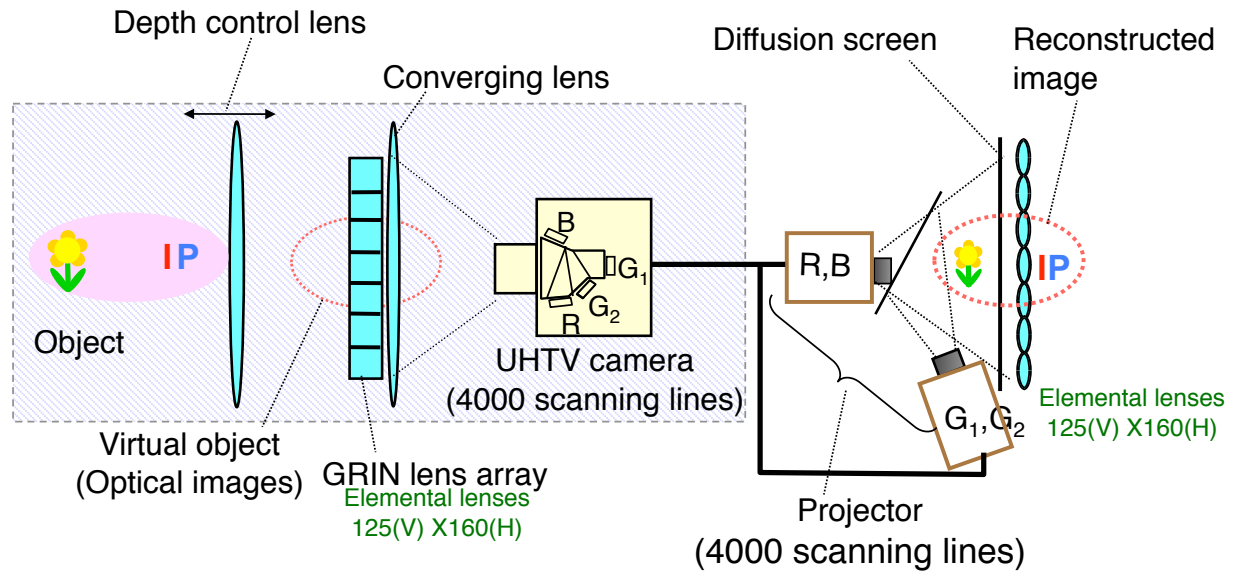 Depth control lens
Converging lens
Diffusion screen
Reconstructed
image
IP
Object
B
G1
G2
R
UHTV camera
(4000 scanning lines)
Virtual object
(Optical images)
GRIN lens array
Elemental lenses
125(V) X160(H)
R,B
G1,G2
IP
Elemental lenses
125(V) X160(H)
Projector
(4000 scanning lines)